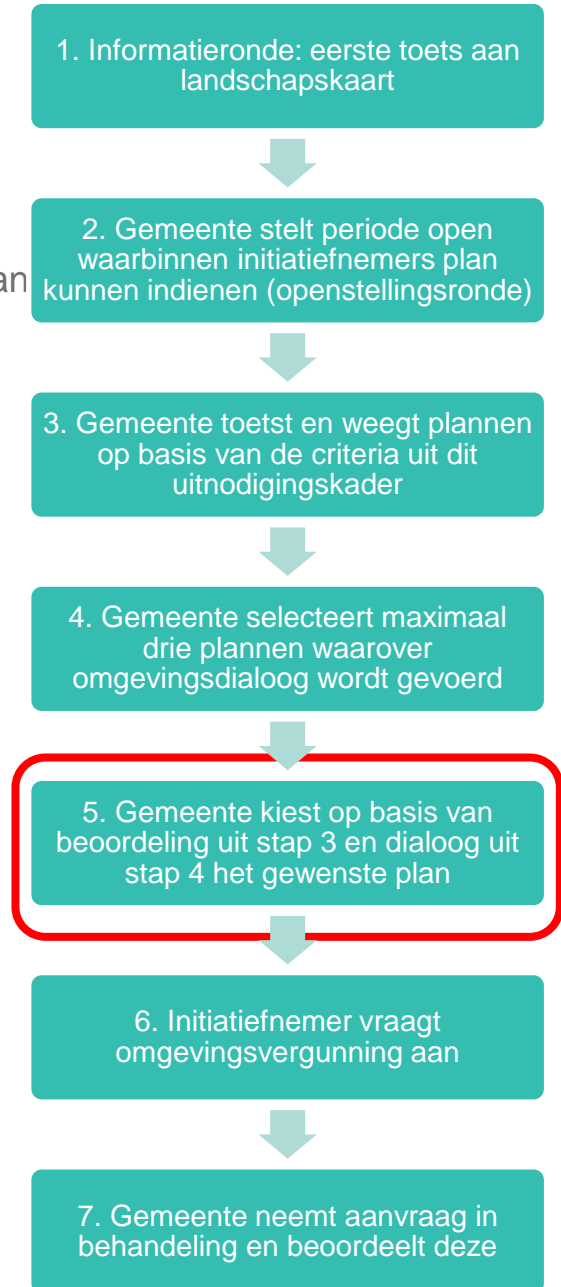 1. Informatieronde: eerste toets aan
landschapskaart
2. Gemeente stelt periode open
waarbinnen initiatiefnemers plan
an
kunnen indienen (openstellingsronde)
3. Gemeente toetst en weegt plannen
op basis van de criteria uit dit
uitnodigingskader
4. Gemeente selecteert maximaal
drie plannen waarover
omgevingsdialoog wordt gevoerd
5. Gemeente kiest op basis van
beoordeling uit stap 3 en dialoog uit
stap 4 het gewenste plan
6. Initiatiefnemer vraagt
omgevingsvergunning aan
7. Gemeente neemt aanvraag in
behandeling en beoordeelt deze